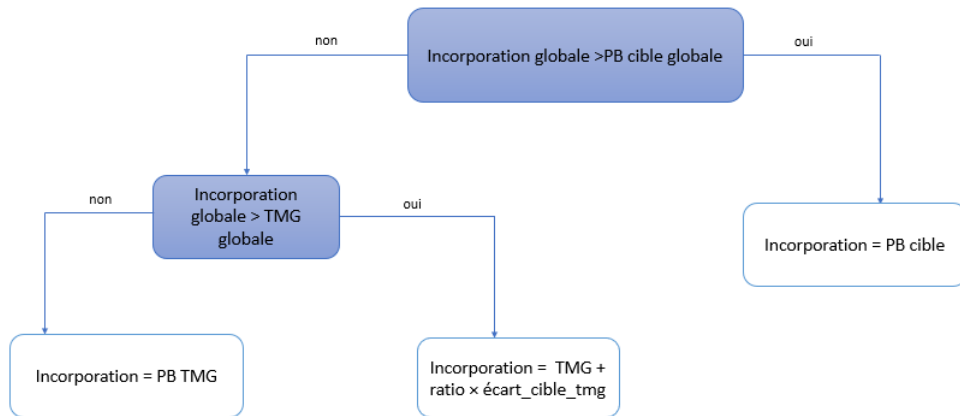 non
Incorporation globale >PB cible globale
oui
non
Incorporation
globale > TMG
globale
oui
Incorporation = PB cible
Incorporation = PB TMG
Incorporation =  TMG +
ratio × écart_cible_tmg